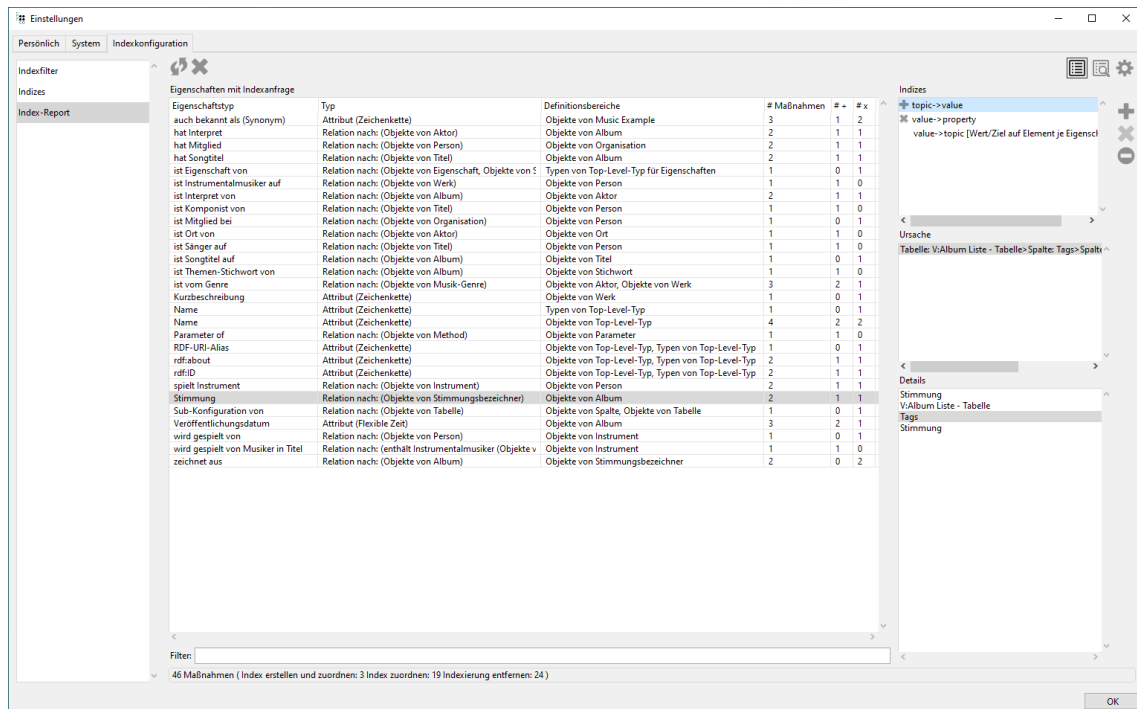 Einstellungen
Persönlich System Indexkonfiguration
Indexfilter
Indizes
Index-Report
Eigenschaften mit Indexanfrage
Eigenschaftstyp Typ Definitionsbereiche # Maßnahmen # + # x
auch bekannt als (Synonym) Attribut (Zeichenkette) Objekte von Music Example 3 1 2
hat Interpret Relation nach: (Objekte von Aktor) Objekte von Album 2 1 1
hat Mitglied Relation nach: (Objekte von Person) Objekte von Organisation 2 1 1
hat Songtitel Relation nach: (Objekte von Titel) Objekte von Album 2 1 1
ist Eigenschaft von Relation nach: (Objekte von Eigenschaft, Objekte von S Typen von Top-Level-Typ für Eigenschaften 1 0 1
ist Instrumentalmusiker auf Relation nach: (Objekte von Werk) Objekte von Person 1 1 0
ist Interpret von Relation nach: (Objekte von Album) Objekte von Aktor 2 1 1
ist Komponist von Relation nach: (Objekte von Titel) Objekte von Person 1 1 0
ist Mitglied bei Relation nach: (Objekte von Organisation) Objekte von Person 1 0 1
ist Ort von Relation nach: (Objekte von Aktor) Objekte von Ort 1 1 0
ist Sänger auf Relation nach: (Objekte von Titel) Objekte von Person 1 1 0
ist Songtitel auf Relation nach: (Objekte von Album) Objekte von Titel 1 0 1
ist Themen-Stichwort von Relation nach: (Objekte von Album) Objekte von Stichwort 1 1 0
ist vom Genre Relation nach: (Objekte von Musik-Genre) Objekte von Aktor, Objekte von Werk 3 2 1
Kurzbeschreibung Attribut (Zeichenkette) Objekte von Werk 1 0 1
Name Attribut (Zeichenkette) Typen von Top-Level-Typ 1 0 1
Name Attribut (Zeichenkette) Objekte von Top-Level-Typ 4 2 2
Parameter of Relation nach: (Objekte von Method) Objekte von Parameter 1 1 0
RDF-URI-Alias Attribut (Zeichenkette) Objekte von Top-Level-Typ, Typen von Top-Level-Typ 1 0 1
rdf:about Attribut (Zeichenkette) Objekte von Top-Level-Typ, Typen von Top-Level-Typ 2 1 1
rdf:ID Attribut (Zeichenkette) Objekte von Top-Level-Typ, Typen von Top-Level-Typ 2 1 1
spielt Instrument Relation nach: (Objekte von Instrument) Objekte von Person 2 1 1
Stimmung Relation nach: (Objekte von Stimmungsbezeichner) Objekte von Album 2 1 1
Sub-Konfiguration von Relation nach: (Objekte von Tabelle) Objekte von Spalte, Objekte von Tabelle 1 0 1
Veröffentlichungsdatum Attribut (Flexible Zeit) Objekte von Album 3 2 1
wird gespielt von Relation nach: (Objekte von Person) Objekte von Instrument 1 1 0
wird gespielt von Musiker in Titel Relation nach: (enthält Instrumentalmusiker (Objekte v Objekte von Instrument 1 1 0
zeichnet aus Relation nach: (Objekte von Album) Objekte von Stimmungsbezeichner 2 0 2
Filter:
46 Maßnahmen ( Index erstellen und zuordnen: 3 Index zuordnen: 19 Indexierung entfernen: 24 )
Indizes
topic->value
value->property
value->topic [Wert/Ziel auf Element je Eigensch
Ursache
Tabelle: V:Album Liste - Tabelle>Spalte: Tags>Spalte
Details
Stimmung
V:Album Liste - Tabelle
Tags
Stimmung
OK